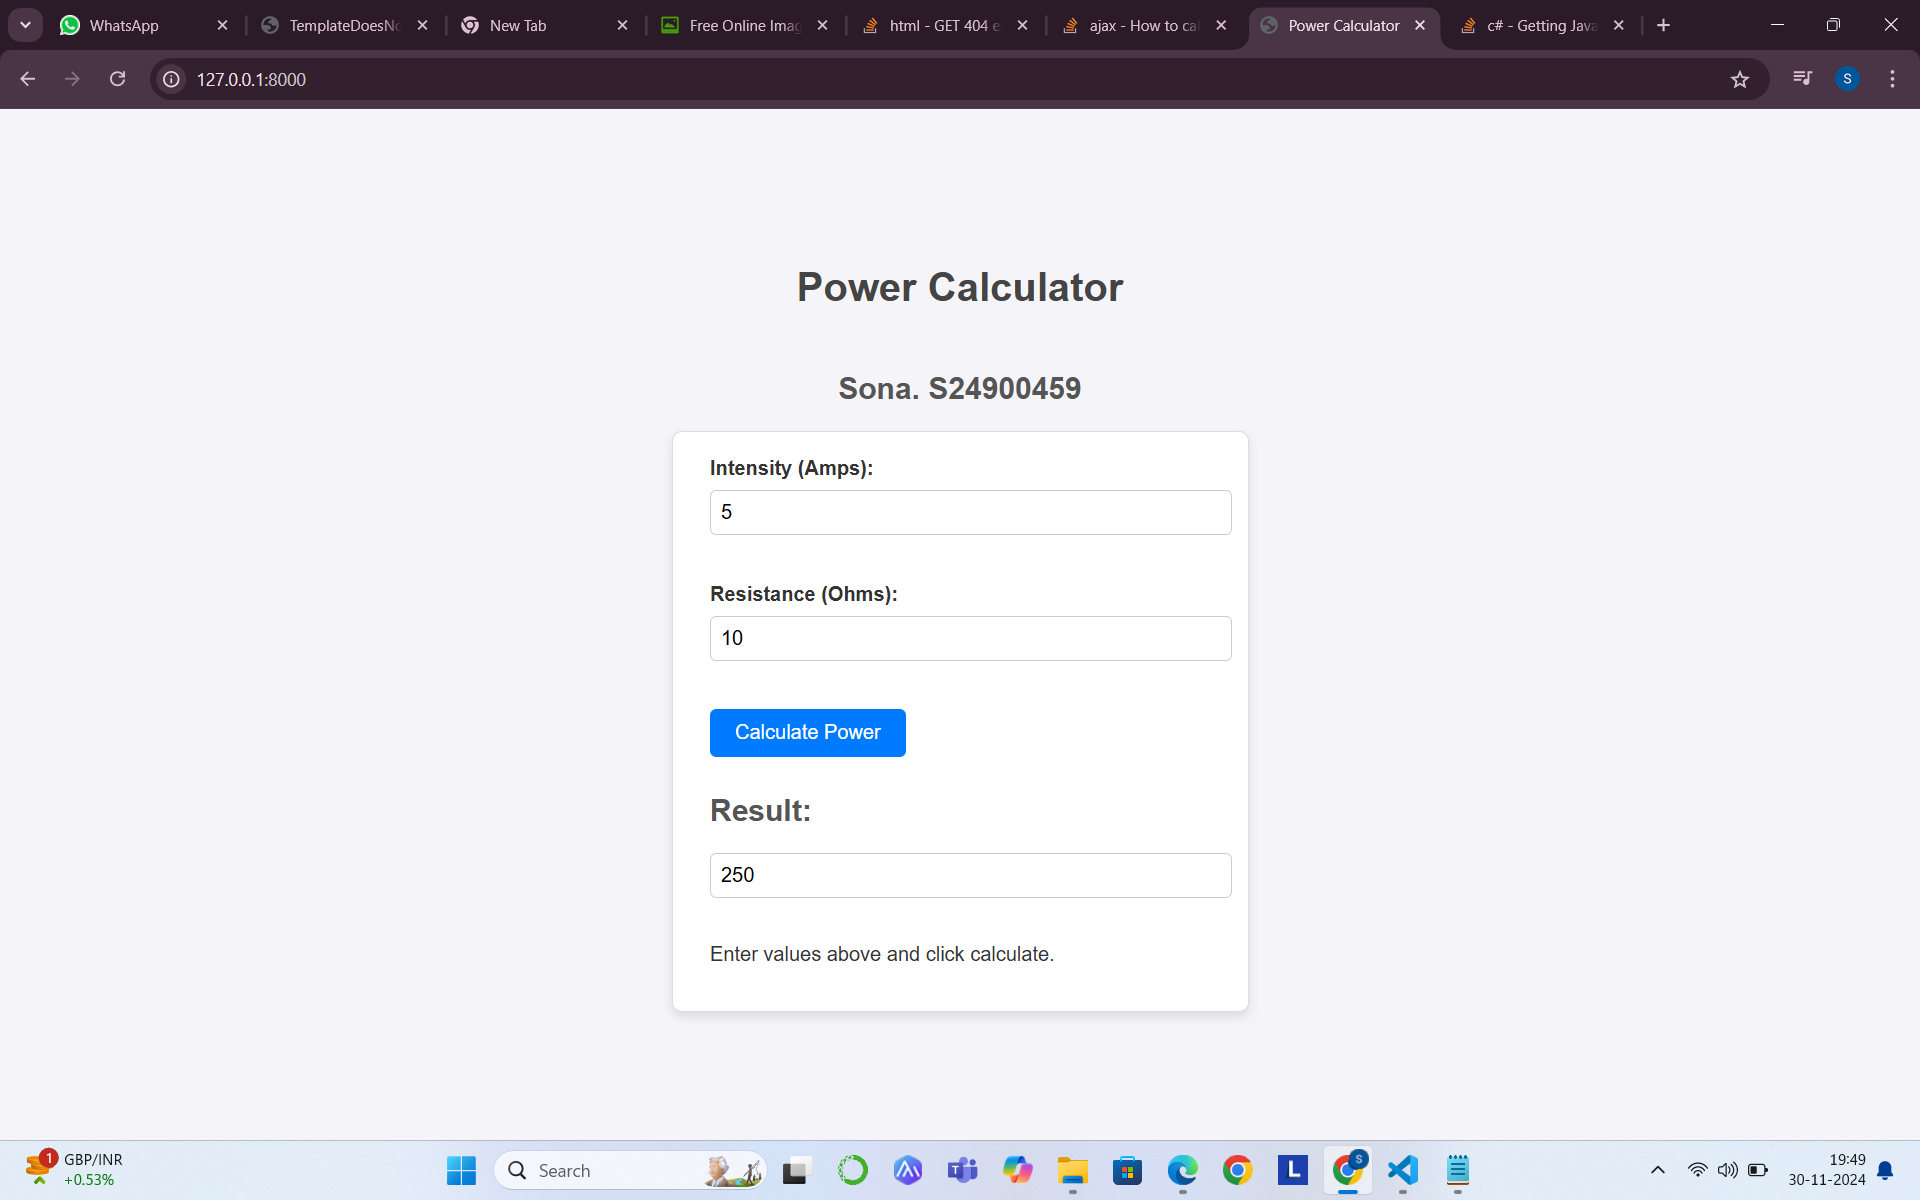 WhatsApp
TemplateDoesNo
New Tab
Free Online Imag
html - GET 404 e
ajax - How to cal
Power Calculator
c# - Getting Java
127.0.0.1:8000
S
Power Calculator
Sona. S24900459
Intensity (Amps):
5
Resistance (Ohms):
10
Calculate Power
Result:
250
Enter values above and click calculate.
1
GBP/INR
+0.53%
Search
T
L
S
19:49
30-11-2024